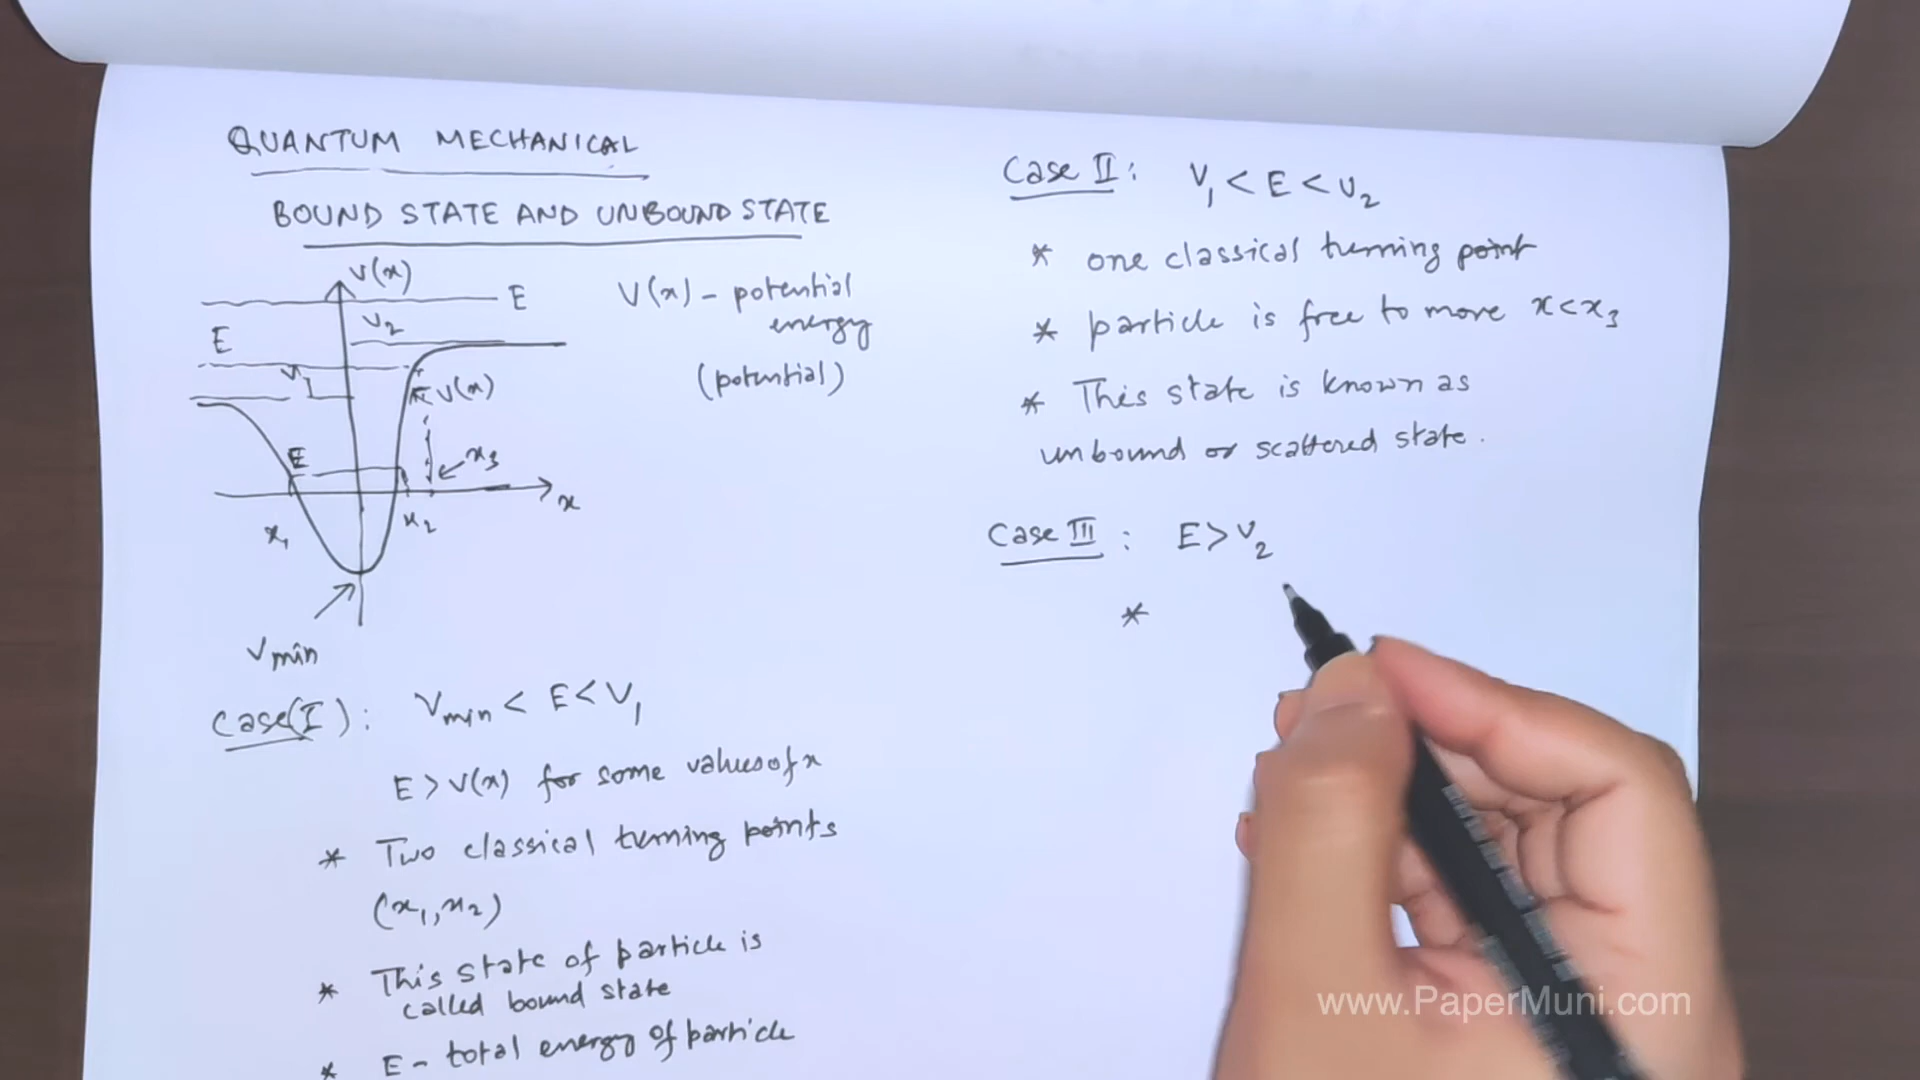 QUANTUM MECHANICAL
BOUND STATE AND UNBOUND STATE
V(x)
E
V2
E
V1
V(x)
E
x3
x
x1
x2
Vmin
V(x) - potential
energy
(potential)
Case(I): Vmin < E < V1
E > V(x) for some values of x
* Two classical turning points
(x1, x2)
* This state of particle is
called bound state
* E - total energy of particle
Case II: V1 < E < V2
* one classical turning point
* particle is free to move x < x3
* This state is known as
unbound or scattered state.
Case III: E > V2
*
www.PaperMuni.com